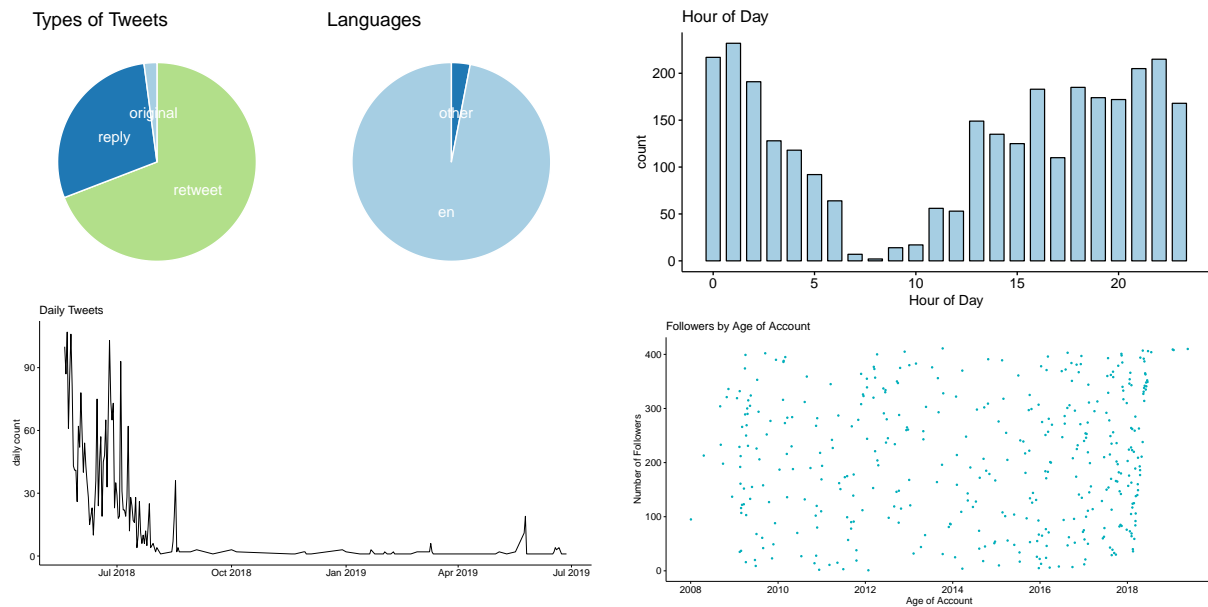 Types of Tweets
original
reply
retweet
Languages
other
en
Hour of Day
count
200
150
100
50
0
0 5 10 15 20
Hour of Day
Daily Tweets
daily count
90
60
30
0
Jul 2018 Oct 2018 Jan 2019 Apr 2019 Jul 2019
Followers by Age of Account
Number of Followers
400
300
200
100
0
2008 2010 2012 2014 2016 2018
Age of Account